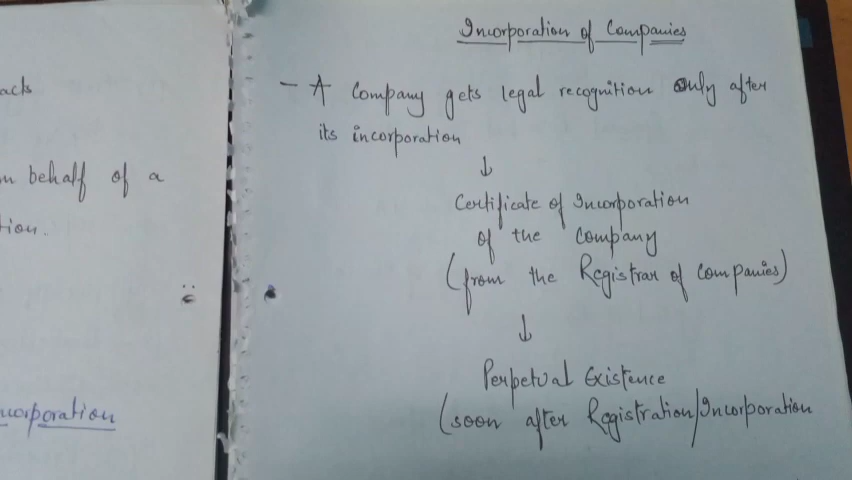 acts
behalf of a
tion.
Incorporation of Companies
- A Company gets legal recognition only after
its incorporation
↓
Certificate of Incorporation
of the Company
(from the Registrar of Companies)
↓
Perpetual Existence
(soon after Registration/Incorporation